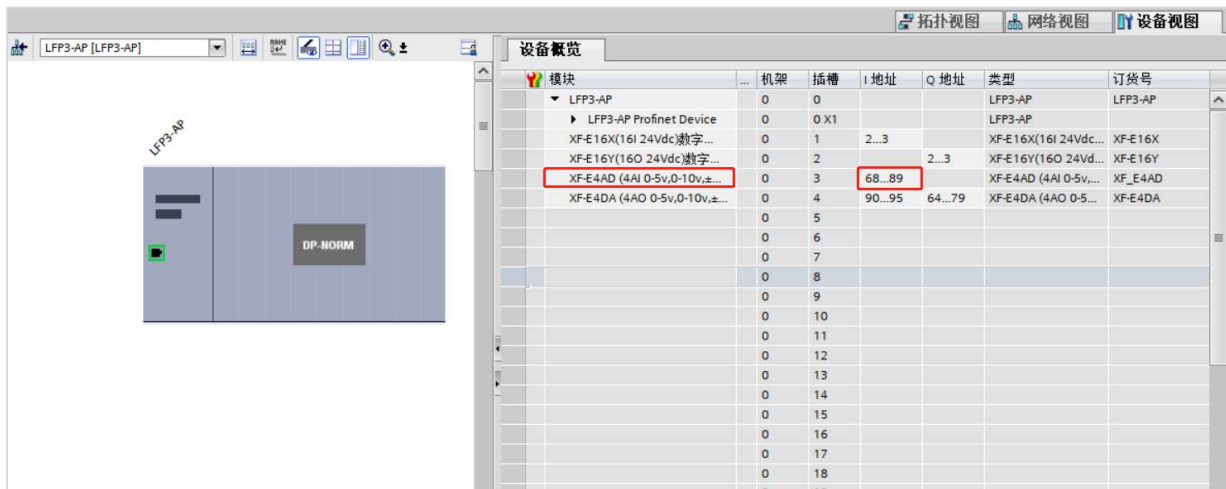 拓扑视图 网络视图 设备视图
LFP3-AP [LFP3-AP]
设备概览
模块 ... 机架 插槽 I 地址 Q 地址 类型 订货号
LFP3-AP 0 0 LFP3-AP LFP3-AP
LFP3-AP Profinet Device 0 0 X1 LFP3-AP
XF-E16X(16I 24Vdc)数字... 0 1 2...3 XF-E16X(16I 24Vdc... XF-E16X
XF-E16Y(16O 24Vdc)数字... 0 2 2...3 XF-E16Y(16O 24Vd... XF-E16Y
XF-E4AD (4AI 0-5v,0-10v,±... 0 3 68...89 XF-E4AD (4AI 0-5v,... XF_E4AD
XF-E4DA (4AO 0-5v,0-10v,±... 0 4 90...95 64...79 XF-E4DA (4AO 0-5... XF-E4DA
0 5
0 6
0 7
0 8
0 9
0 10
0 11
0 12
0 13
0 14
0 15
0 16
0 17
0 18
LFP3-AP
DP-NORM